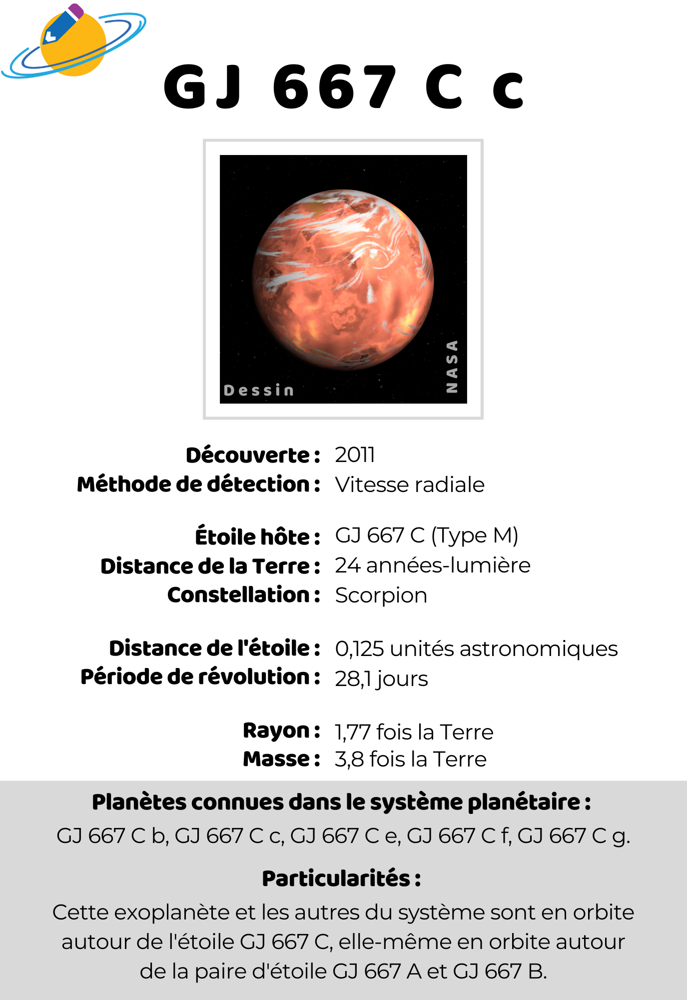 GJ 667 C c
Dessin
NASA
Découverte : 2011
Méthode de détection : Vitesse radiale
Étoile hôte : GJ 667 C (Type M)
Distance de la Terre : 24 années-lumière
Constellation : Scorpion
Distance de l'étoile : 0,125 unités astronomiques
Période de révolution : 28,1 jours
Rayon : 1,77 fois la Terre
Masse : 3,8 fois la Terre
Planètes connues dans le système planétaire :
GJ 667 C b, GJ 667 C c, GJ 667 C e, GJ 667 C f, GJ 667 C g.
Particularités :
Cette exoplanète et les autres du système sont en orbite
autour de l'étoile GJ 667 C, elle-même en orbite autour
de la paire d'étoile GJ 667 A et GJ 667 B.